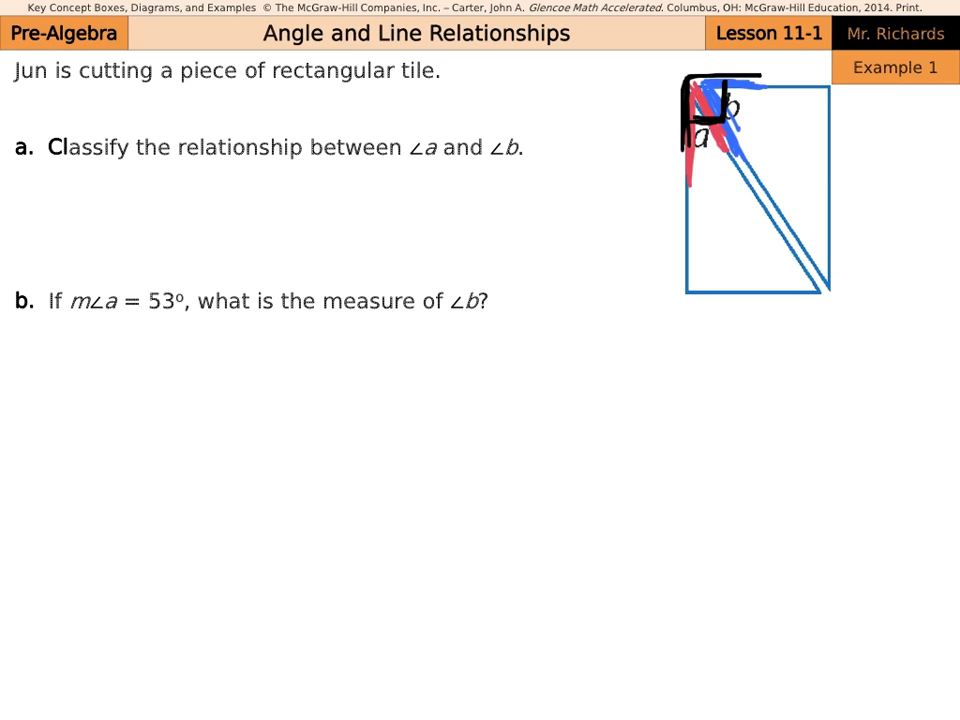 Key Concept Boxes, Diagrams, and Examples © The McGraw-Hill Companies, Inc. – Carter, John A. Glencoe Math Accelerated. Columbus, OH: McGraw-Hill Education, 2014. Print.
Pre-Algebra Angle and Line Relationships Lesson 11-1 Mr. Richards
Example 1
Jun is cutting a piece of rectangular tile.
b
a
a. Classify the relationship between ∠a and ∠b.
b. If m∠a = 53º, what is the measure of ∠b?